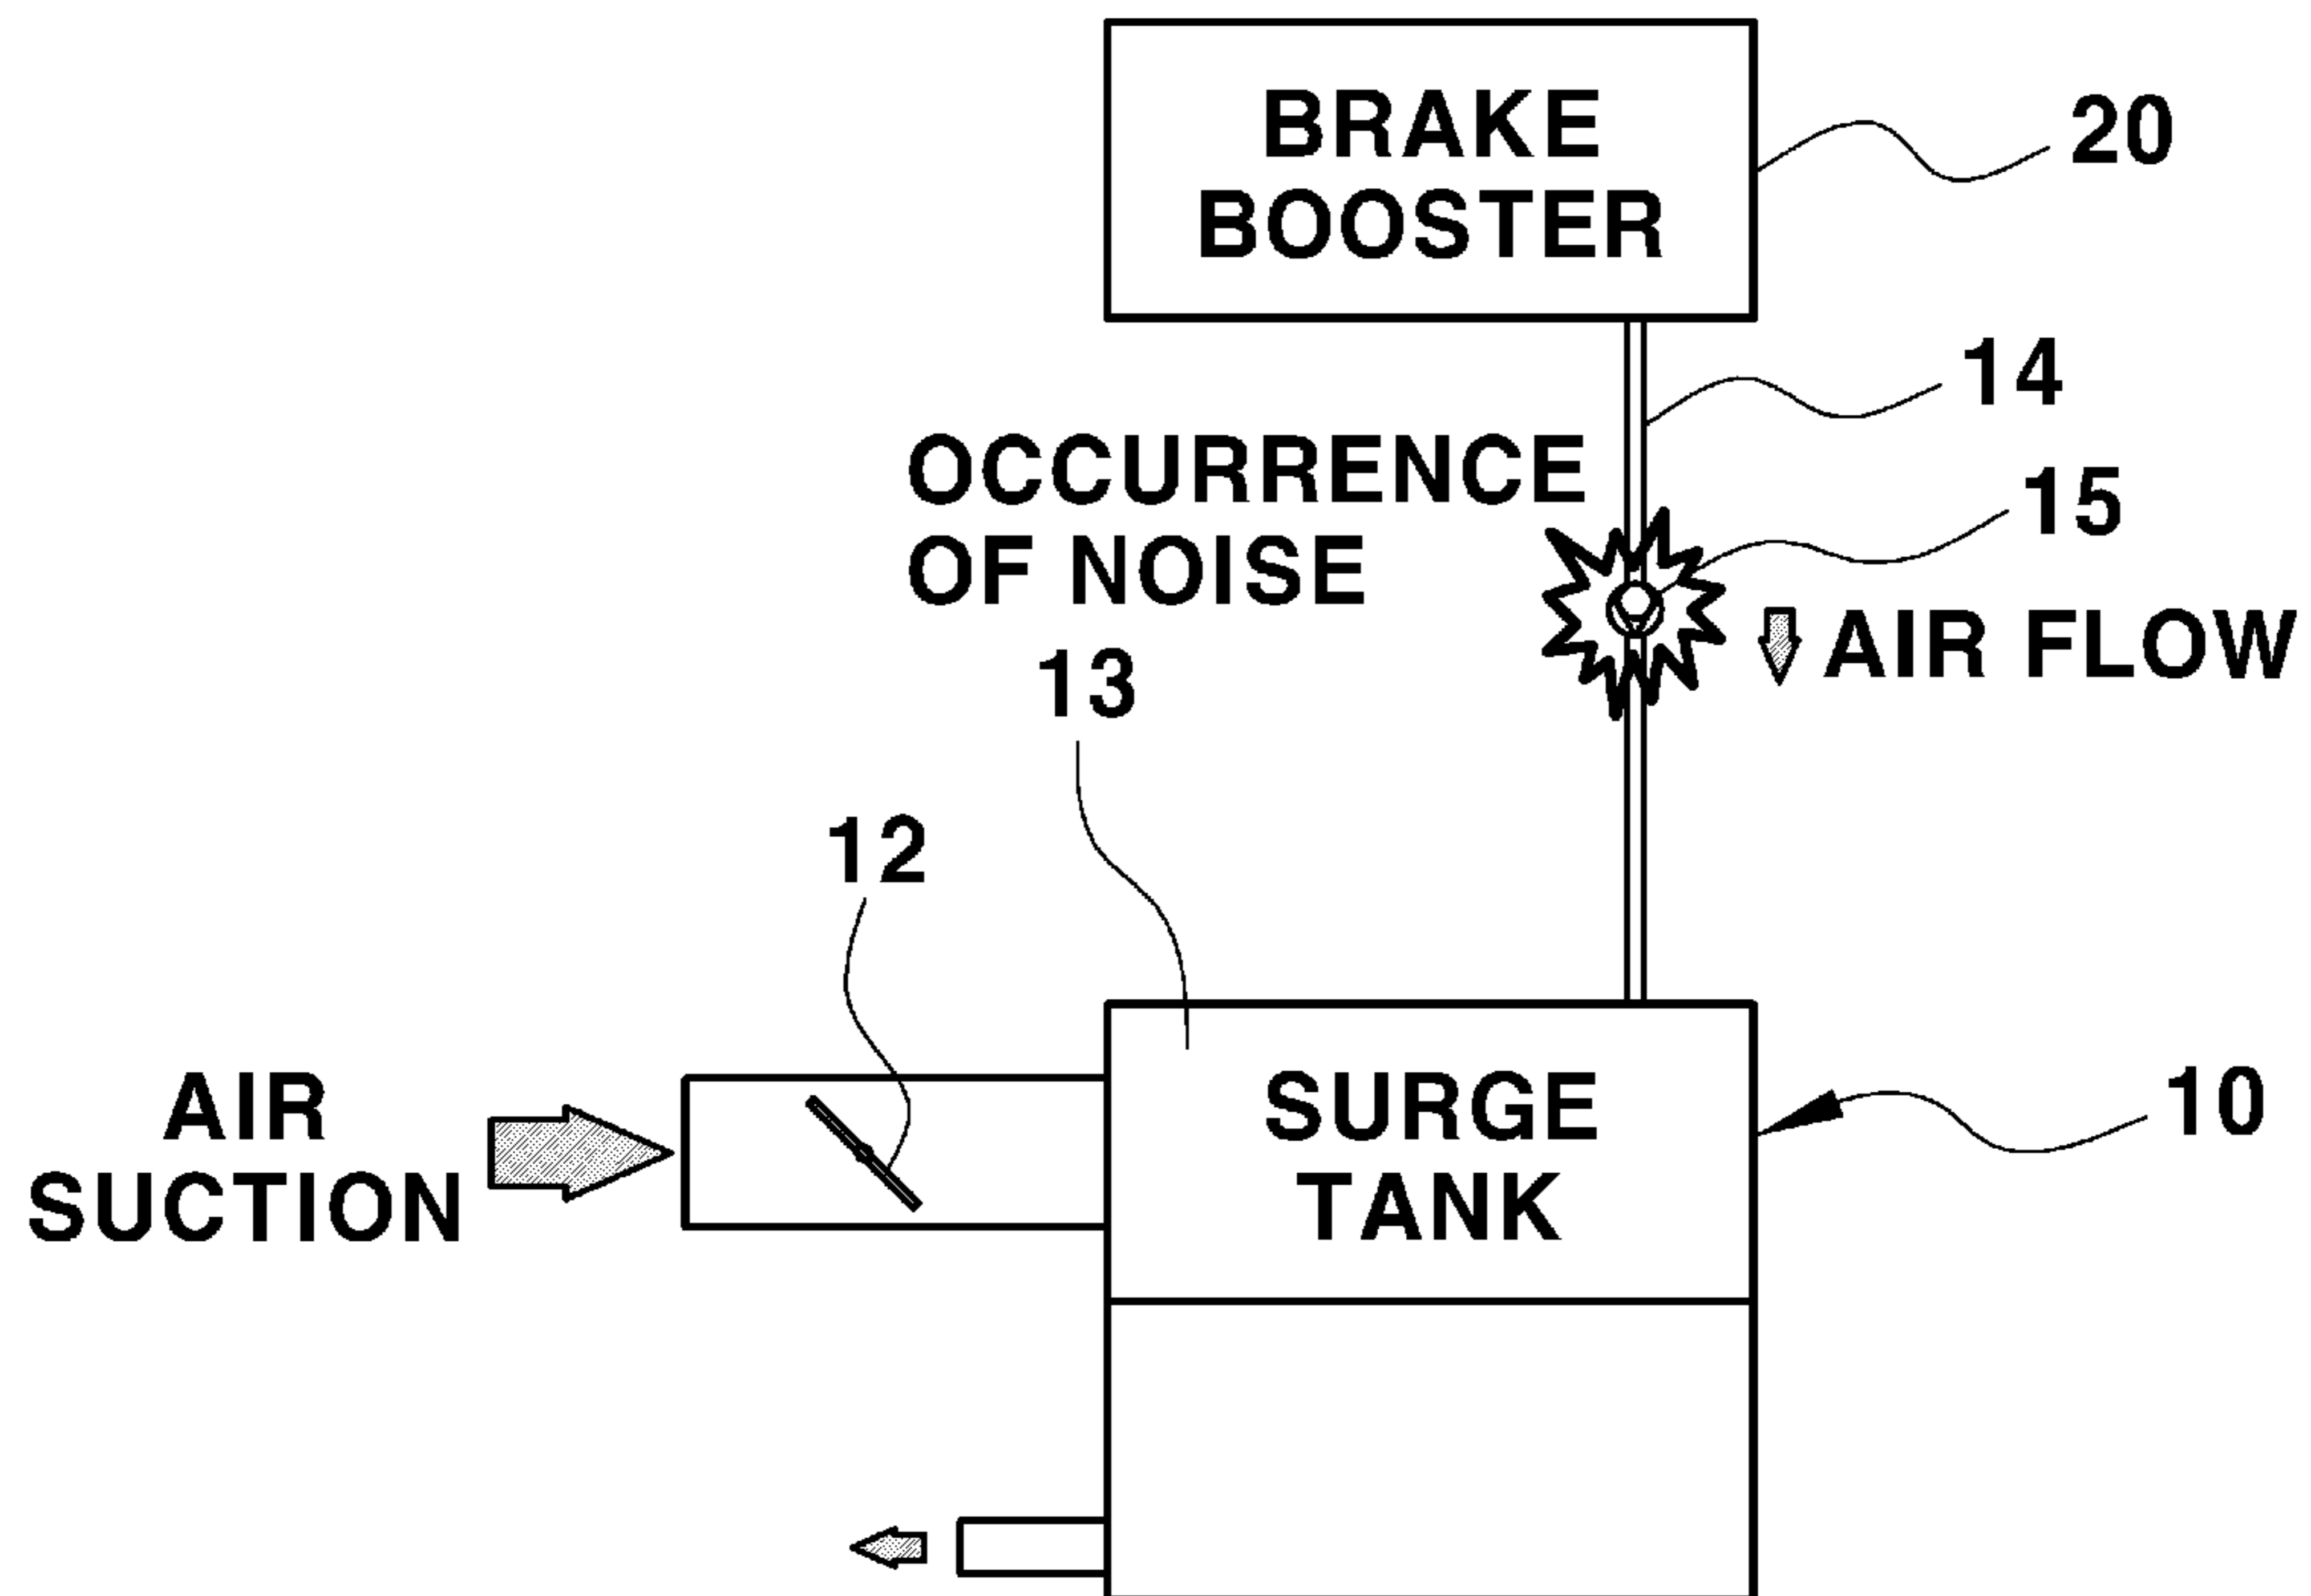 BRAKE
BOOSTER
20
14
OCCURRENCE
OF NOISE
15
AIR FLOW
13
12
AIR
SUCTION
SURGE
TANK
10